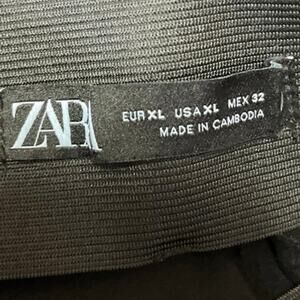 ZARA
EUR XL USA XL MEX 32
MADE IN CAMBODIA